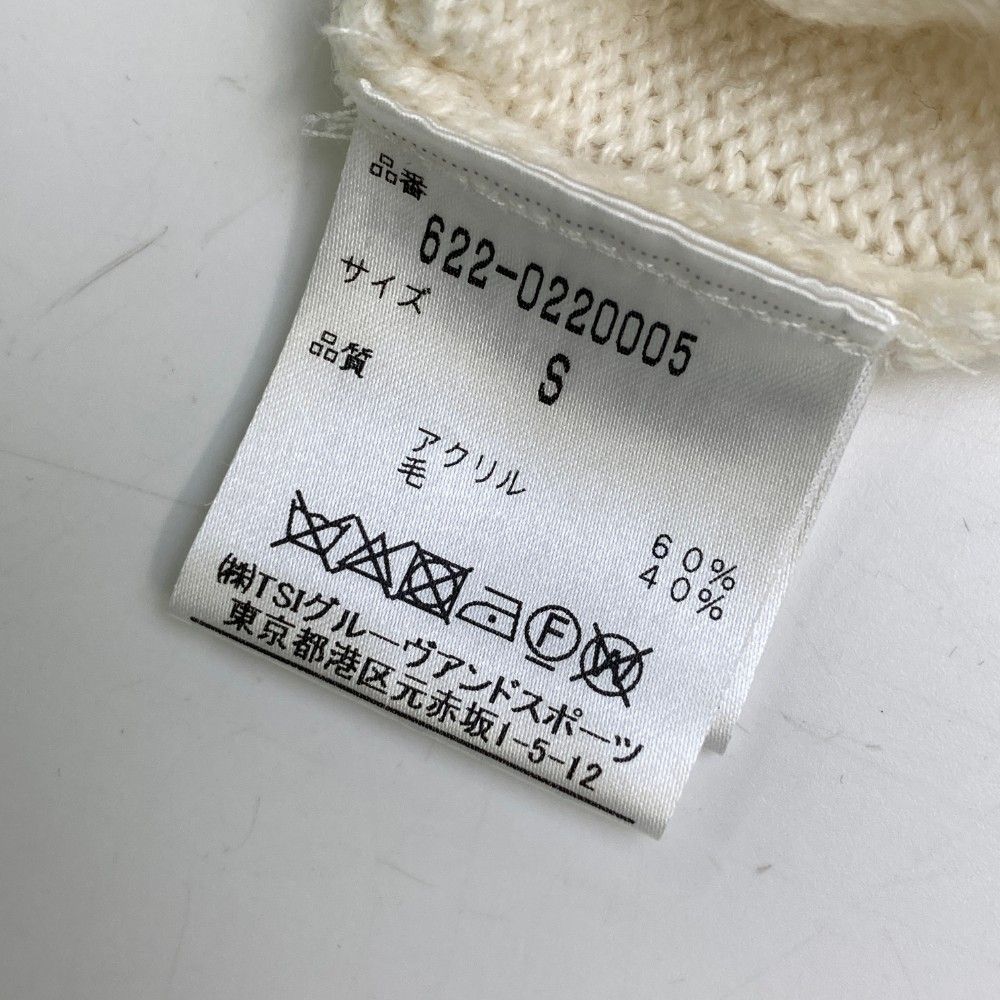 品番
622-0220005
サイズ
S
品質
アクリル 60%
毛 40%
F
W
㈱TSIグルーヴアンドスポーツ
東京都港区元赤坂1-5-12